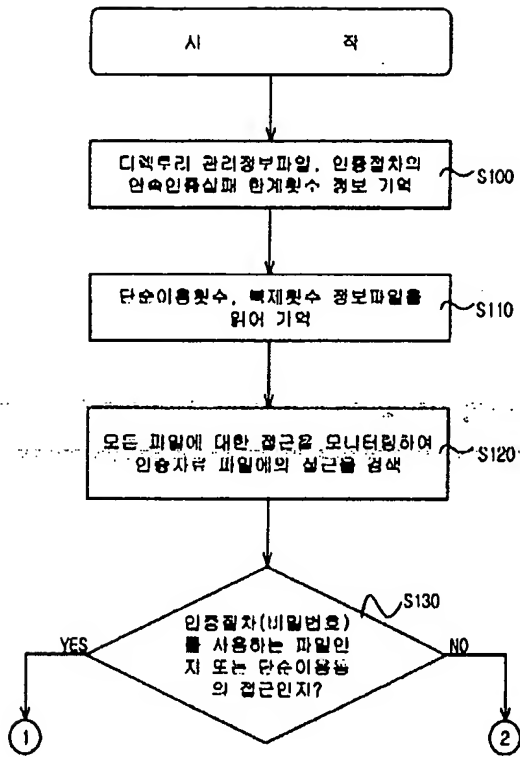 시 작
디렉토리 관리정보파일, 인증절차의
연속인증실패 한계횟수 정보 기억
S100
단순이용횟수, 복제횟수 정보파일을
읽어 기억
S110
모든 파일에 대한 접근을 모니터링하여
인증자료 파일에의 접근을 검색
S120
S130
인증절차(비밀번호)
를 사용하는 파일인
지 또는 단순이용등
의 접근인지?
YES
NO
1
2